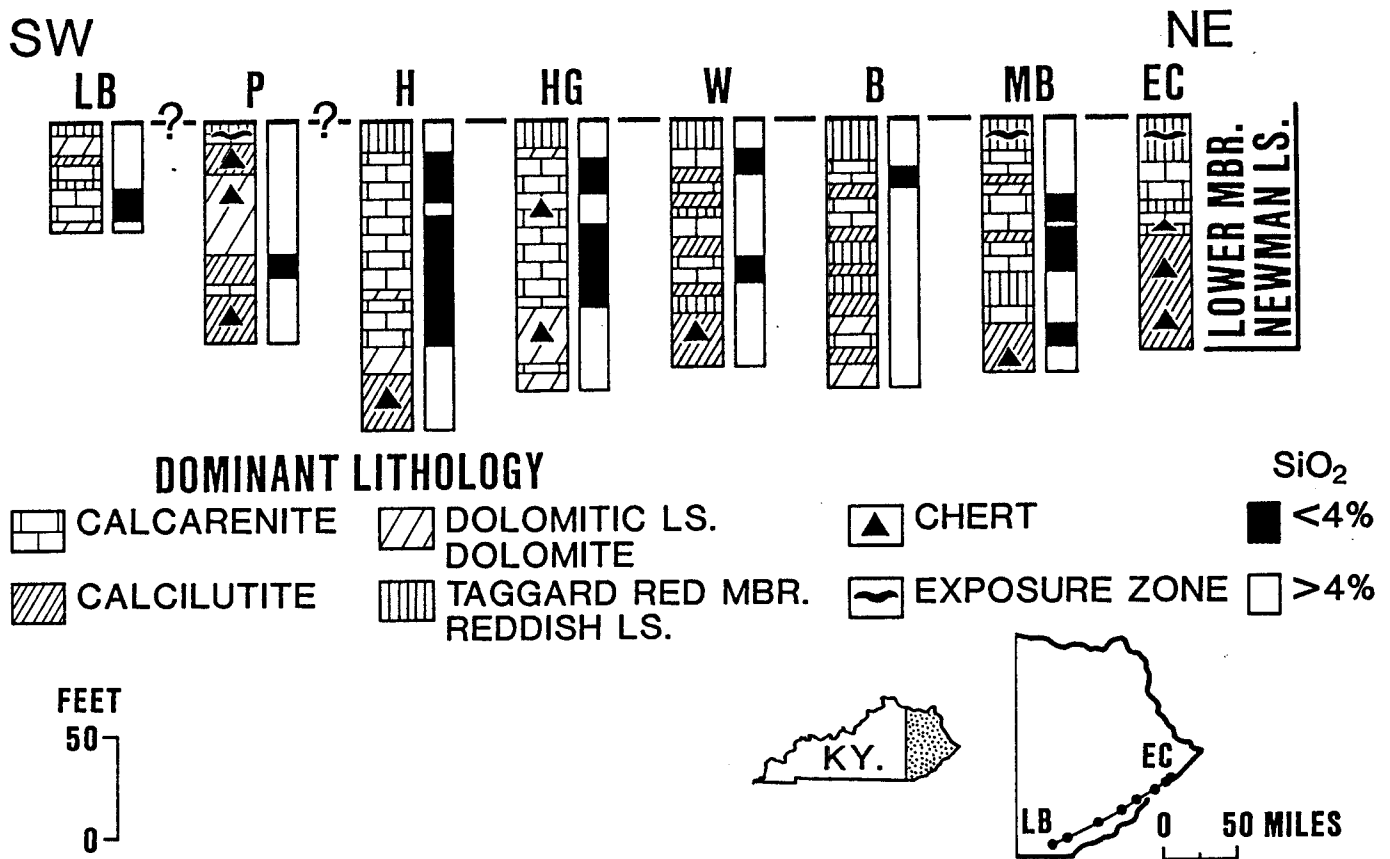 SW
NE
LB
P
H
HG
W
B
MB
EC
?
?
LOWER MBR.
NEWMAN LS.
DOMINANT LITHOLOGY
CALCARENITE
DOLOMITIC LS.
DOLOMITE
CHERT
SiO2
<4%
CALCILUTITE
TAGGARD RED MBR.
REDDISH LS.
EXPOSURE ZONE
>4%
FEET
50
0
KY.
EC
LB
0 50 MILES